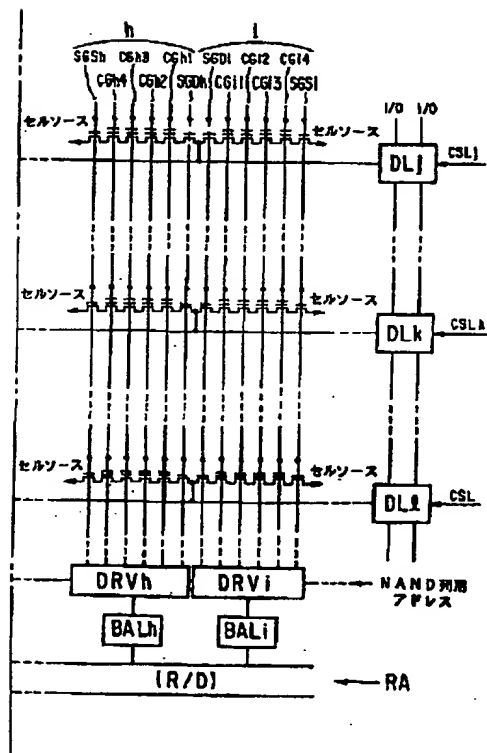 h i
SGSh CGh3 CGh1 SGDi CGi2 CGi4
CGh4 CGh2 SGDh CGi1 CGi3 SGSi
セルソース セルソース
I/O I/O
DLj CSLj
セルソース セルソース
DLk CSLk
セルソース セルソース
DLℓ CSL
DRVh DRVi
NAND列用
アドレス
BALh BALi
(R/D) RA